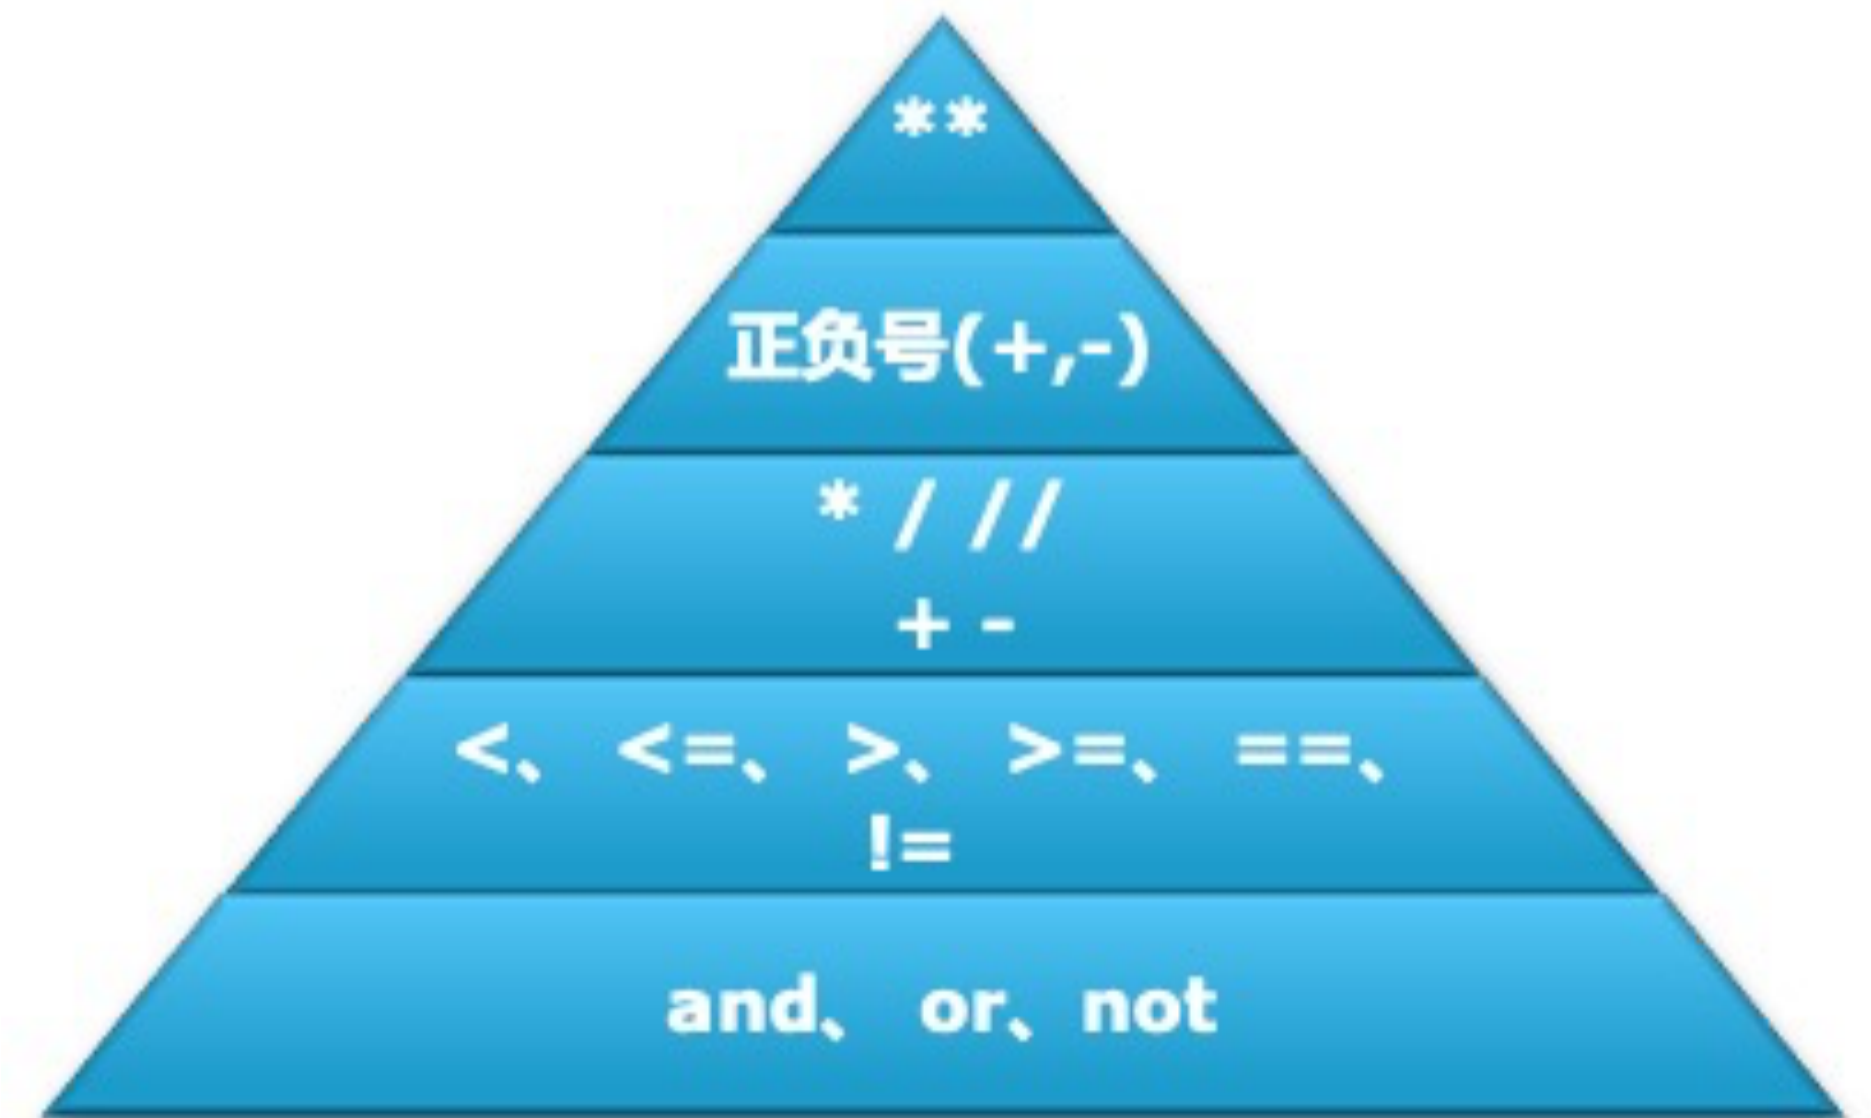 **
正负号(+,-)
* / //
+ -
<、 <=、 >、 >=、 ==、
!=
and、 or、not